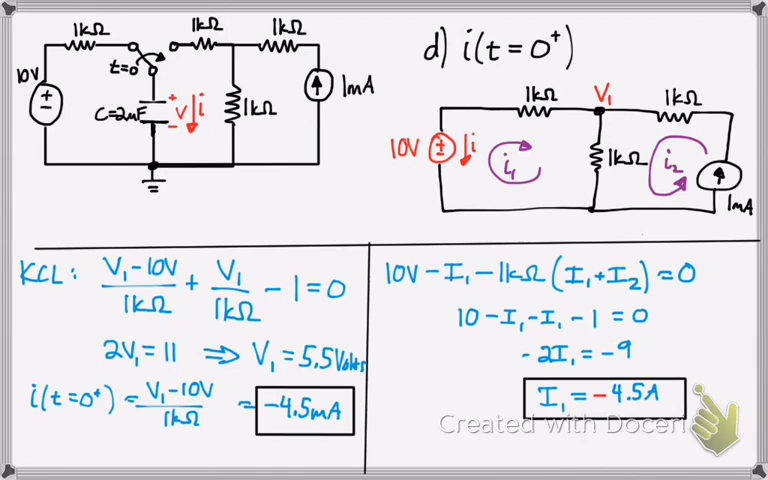 1kΩ
1kΩ
1kΩ
t=0
10V
+
-
C=2μF
+
V
-
i
1kΩ
1mA
d) i(t=0⁺)
1kΩ
V₁
1kΩ
10V
±
i
i₁
1kΩ
i₂
1mA
KCL: (V₁-10V)/1kΩ + V₁/1kΩ - 1 = 0
2V₁ = 11 ⇒ V₁ = 5.5Volts
i(t=0⁺) = (V₁-10V)/1kΩ = -4.5mA
10V - I₁ - 1kΩ (I₁+I₂) = 0
10 - I₁ - I₁ - 1 = 0
-2I₁ = -9
I₁ = -4.5A
Created with Doceri